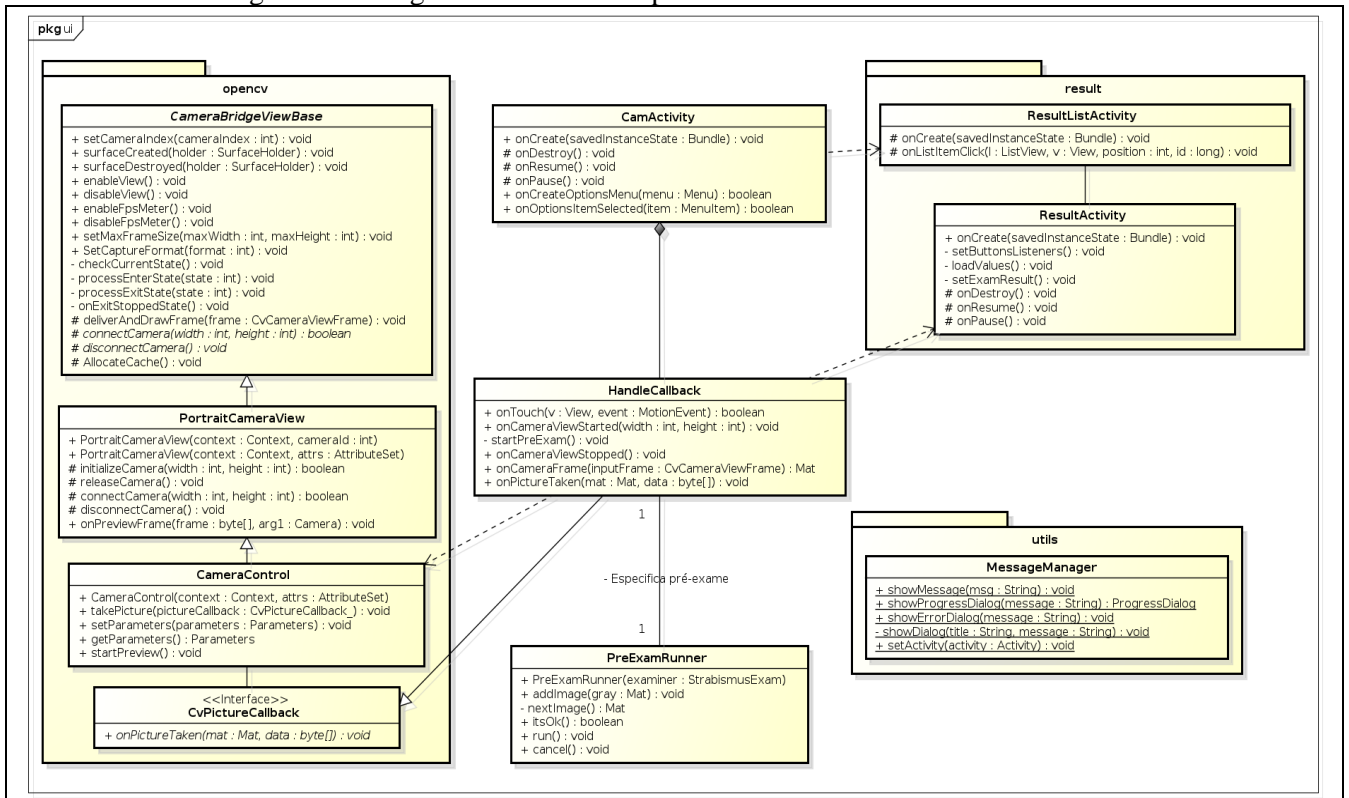 pkg ui
opencv
CameraBridgeViewBase
+ setCameraIndex(cameraIndex : int) : void
+ surfaceCreated(holder : SurfaceHolder) : void
+ surfaceDestroyed(holder : SurfaceHolder) : void
+ enableView() : void
+ disableView() : void
+ enableFpsMeter() : void
+ disableFpsMeter() : void
+ setMaxFrameSize(maxWidth : int, maxHeight : int) : void
+ SetCaptureFormat(format : int) : void
- checkCurrentState() : void
- processEnterState(state : int) : void
- processExitState(state : int) : void
- onExitStoppedState() : void
# deliverAndDrawFrame(frame : CvCameraViewFrame) : void
# connectCamera(width : int, height : int) : boolean
# disconnectCamera() : void
# AllocateCache() : void
PortraitCameraView
+ PortraitCameraView(context : Context, cameraId : int)
+ PortraitCameraView(context : Context, attrs : AttributeSet)
# initializeCamera(width : int, height : int) : boolean
# releaseCamera() : void
# connectCamera(width : int, height : int) : boolean
# disconnectCamera() : void
+ onPreviewFrame(frame : byte[], arg1 : Camera) : void
CameraControl
+ CameraControl(context : Context, attrs : AttributeSet)
+ takePicture(pictureCallback : CvPictureCallback_) : void
+ setParameters(parameters : Parameters) : void
+ getParameters() : Parameters
+ startPreview() : void
<<Interface>>
CvPictureCallback
+ onPictureTaken(mat : Mat, data : byte[]) : void
CamActivity
+ onCreate(savedInstanceState : Bundle) : void
# onDestroy() : void
# onResume() : void
# onPause() : void
+ onCreateOptionsMenu(menu : Menu) : boolean
+ onOptionsItemSelected(item : MenuItem) : boolean
HandleCallback
+ onTouch(v : View, event : MotionEvent) : boolean
+ onCameraViewStarted(width : int, height : int) : void
- startPreExam() : void
+ onCameraViewStopped() : void
+ onCameraFrame(inputFrame : CvCameraViewFrame) : Mat
+ onPictureTaken(mat : Mat, data : byte[]) : void
1
- Especifica pré-exame
1
PreExamRunner
+ PreExamRunner(examiner : StrabismusExam)
+ addImage(gray : Mat) : void
- nextImage() : Mat
+ itsOk() : boolean
+ run() : void
+ cancel() : void
result
ResultListActivity
# onCreate(savedInstanceState : Bundle) : void
# onListItemClick(l : ListView, v : View, position : int, id : long) : void
ResultActivity
+ onCreate(savedInstanceState : Bundle) : void
- setButtonsListeners() : void
- loadValues() : void
- setExamResult() : void
# onDestroy() : void
# onResume() : void
# onPause() : void
utils
MessageManager
+ showMessage(msg : String) : void
+ showProgressDialog(message : String) : ProgressDialog
+ showErrorDialog(message : String) : void
- showDialog(title : String, message : String) : void
+ setActivity(activity : Activity) : void